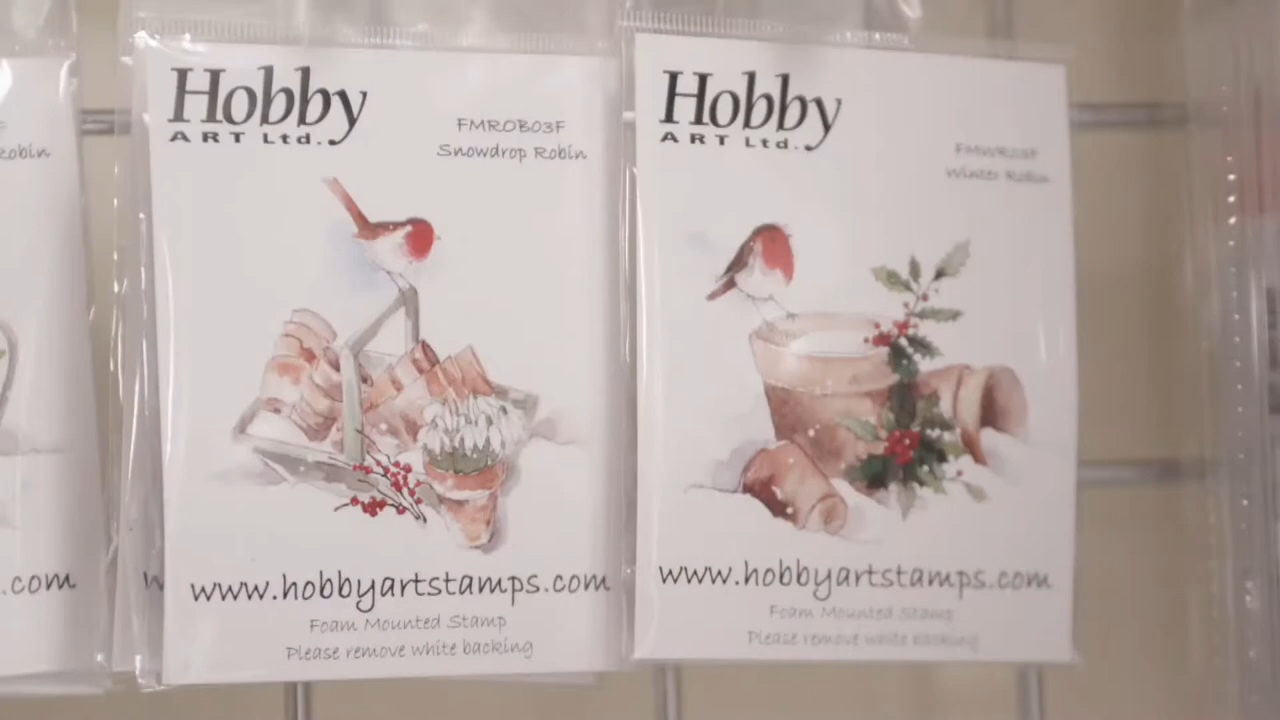 obin
.com
Hobby
ART Ltd.
FMROB03F
Snowdrop Robin
www.hobbyartstamps.com
Foam Mounted Stamp
Please remove white backing
Hobby
ART Ltd.
Winter Robin
www.hobbyartstamps.com
Foam Mounted Stamp
Please remove white backing